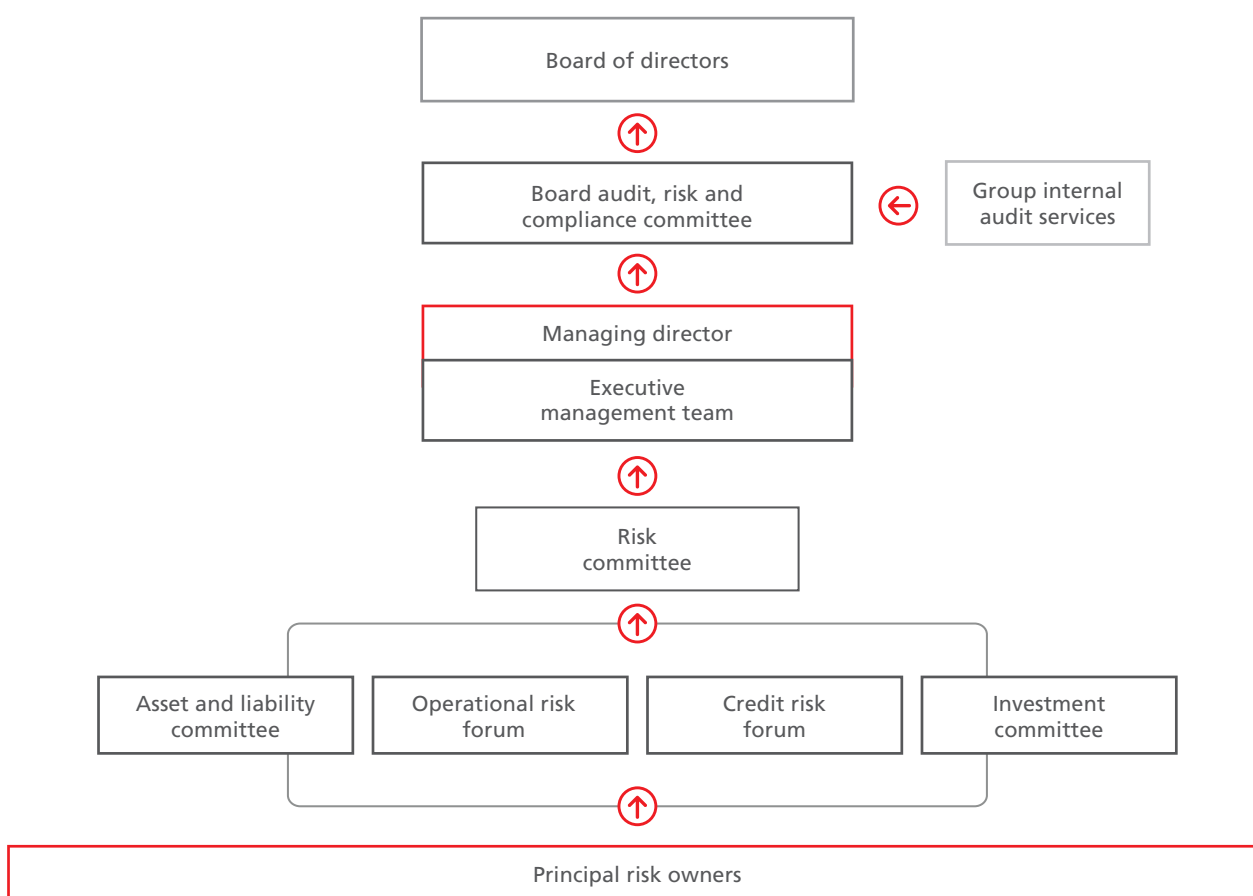 Board of directors
Board audit, risk and
compliance committee
Group internal
audit services
Managing director
Executive
management team
Risk
committee
Asset and liability
committee
Operational risk
forum
Credit risk
forum
Investment
committee
Principal risk owners